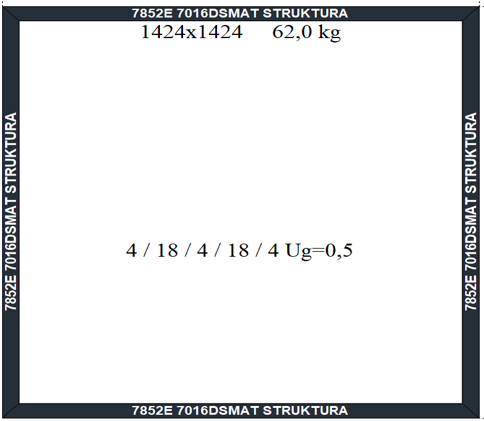 7852E 7016DSMAT STRUKTURA
1424x1424 62,0 kg
7852E 7016DSMAT STRUKTURA
4 / 18 / 4 / 18 / 4 Ug=0,5
7852E 7016DSMAT STRUKTURA
7852E 7016DSMAT STRUKTURA